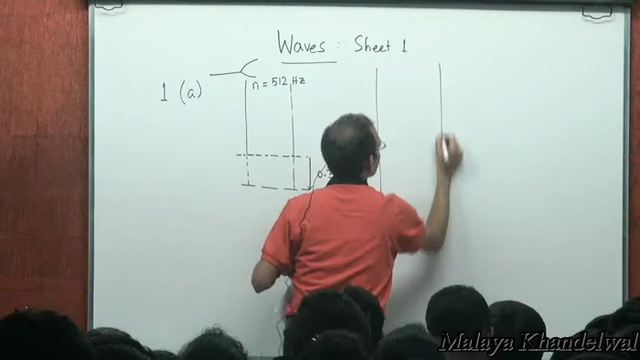 Waves : Sheet 1
1 (a)
n = 512 Hz
Malaya Khandelwal